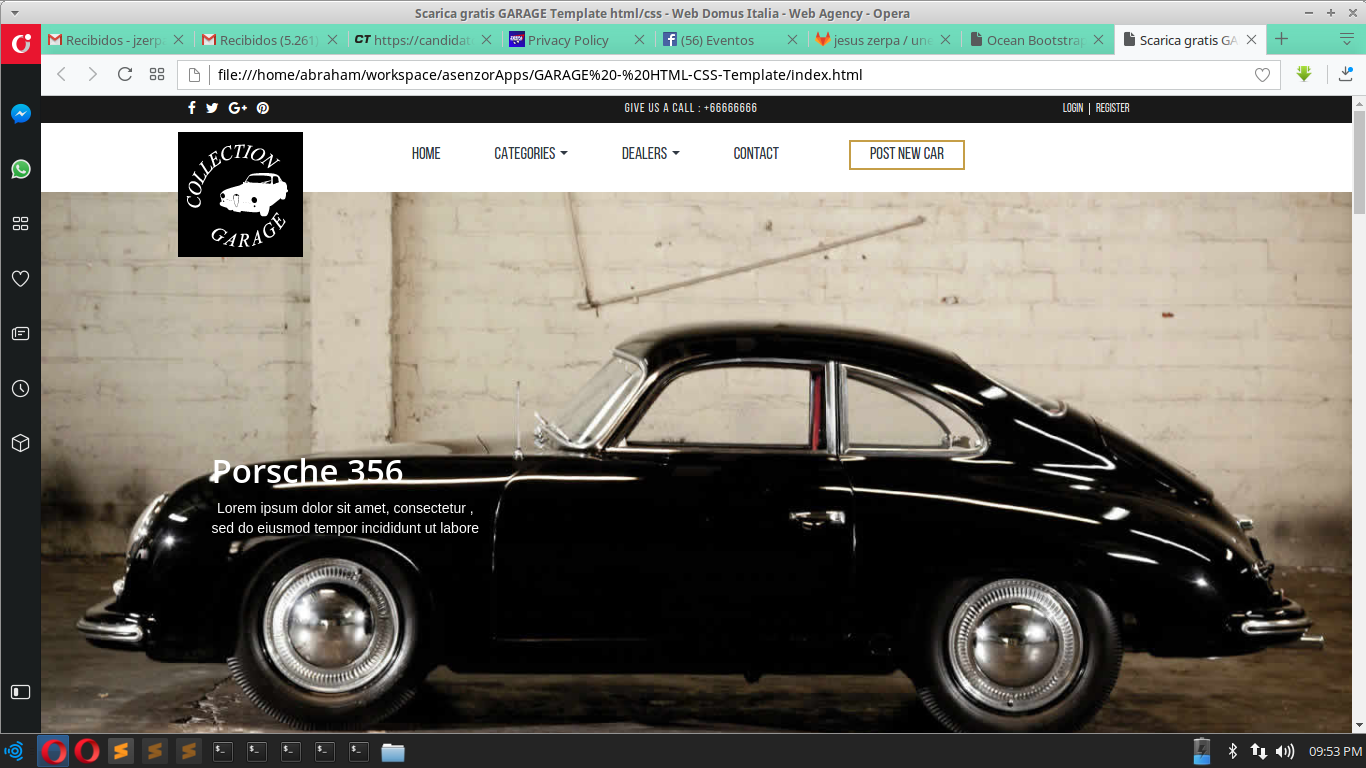 Scarica gratis GARAGE Template html/css - Web Domus Italia - Web Agency - Opera
Recibidos - jzerp
Recibidos (5.261)
CT https://candidat
Privacy Policy
(56) Eventos
jesus zerpa / une
Ocean Bootstrap
Scarica gratis GA
file:///home/abraham/workspace/asenzorApps/GARAGE%20-%20HTML-CSS-Template/index.html
GIVE US A CALL : +66666666
LOGIN | REGISTER
COLLECTION
GARAGE
HOME
CATEGORIES
DEALERS
CONTACT
POST NEW CAR
Porsche 356
Lorem ipsum dolor sit amet, consectetur ,
sed do eiusmod tempor incididunt ut labore
09:53 PM